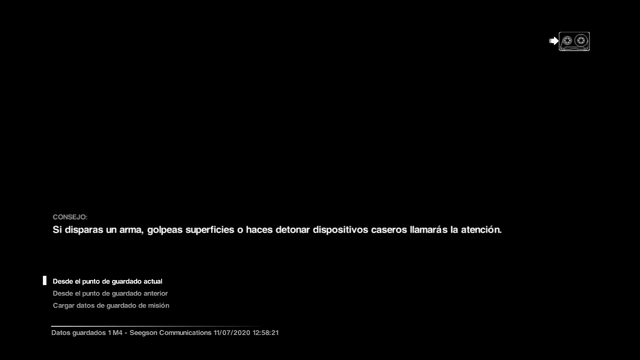 CONSEJO:
Si disparas un arma, golpeas superficies o haces detonar dispositivos caseros llamarás la atención.
Desde el punto de guardado actual
Desde el punto de guardado anterior
Cargar datos de guardado de misión
Datos guardados 1 M4 - Seegson Communications 11/07/2020 12:58:21